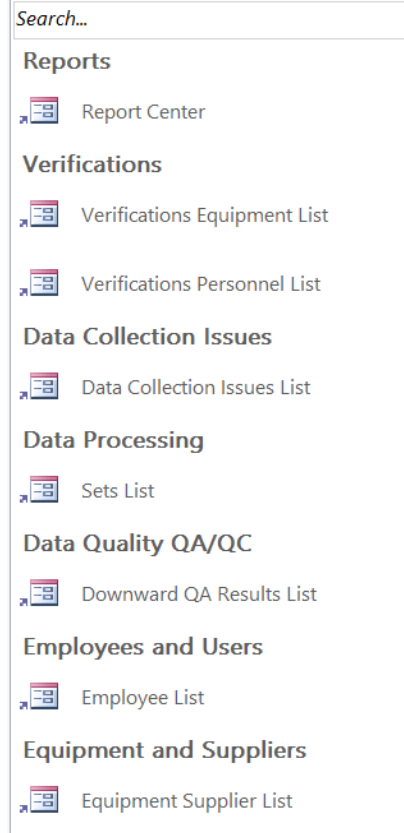 Search...
Reports
Report Center
Verifications
Verifications Equipment List
Verifications Personnel List
Data Collection Issues
Data Collection Issues List
Data Processing
Sets List
Data Quality QA/QC
Downward QA Results List
Employees and Users
Employee List
Equipment and Suppliers
Equipment Supplier List